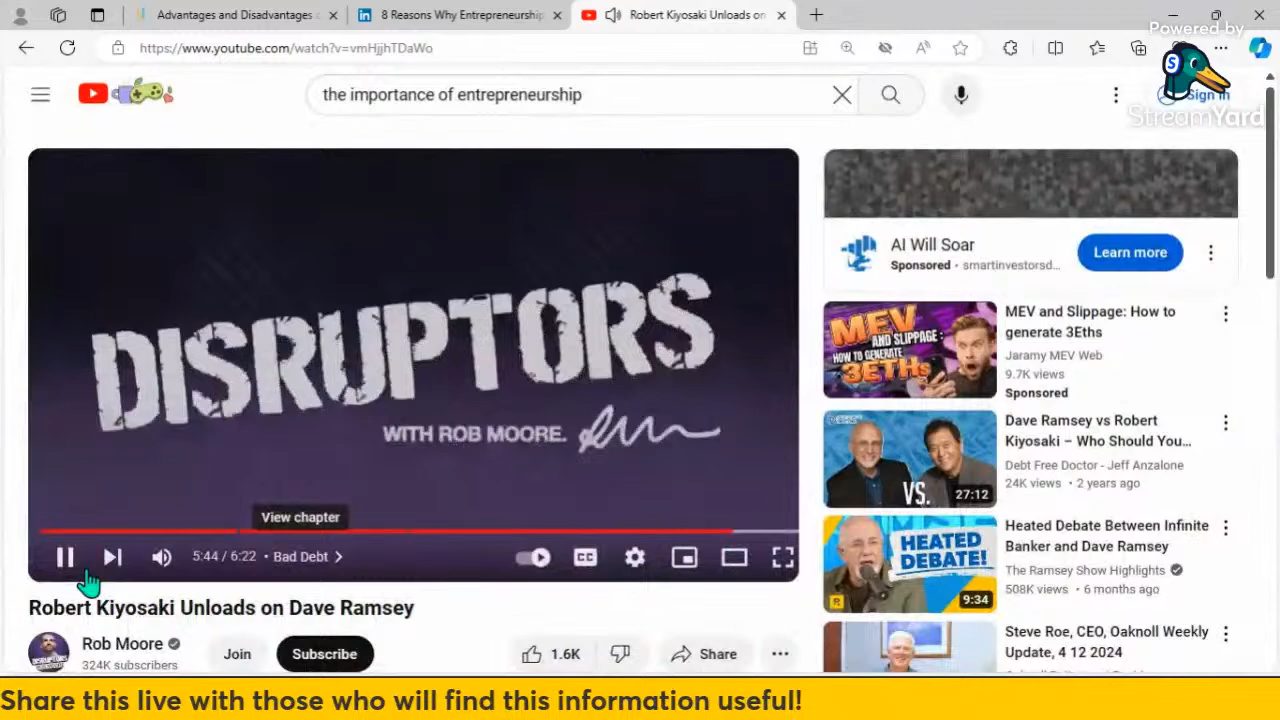 Advantages and Disadvantages
8 Reasons Why Entrepreneurship
Robert Kiyosaki Unloads on
https://www.youtube.com/watch?v=vmHjjhTDaWo
Powered by
S
StreamYard
the importance of entrepreneurship
Sign in
DISRUPTORS
WITH ROB MOORE.
View chapter
5:44 / 6:22 • Bad Debt >
CC
Robert Kiyosaki Unloads on Dave Ramsey
Rob Moore
324K subscribers
Join
Subscribe
1.6K
Share
AI Will Soar
Sponsored • smartinvestorsd...
Learn more
MEV
AND SLIPPAGE:
HOW TO GENERATE
3ETHs
MEV and Slippage: How to
generate 3Eths
Jaramy MEV Web
9.7K views
Sponsored
VS.
27:12
Dave Ramsey vs Robert
Kiyosaki – Who Should You...
Debt Free Doctor - Jeff Anzalone
24K views • 2 years ago
HEATED
DEBATE!
9:34
Heated Debate Between Infinite
Banker and Dave Ramsey
The Ramsey Show Highlights
508K views • 6 months ago
Steve Roe, CEO, Oaknoll Weekly
Update, 4 12 2024
Share this live with those who will find this information useful!